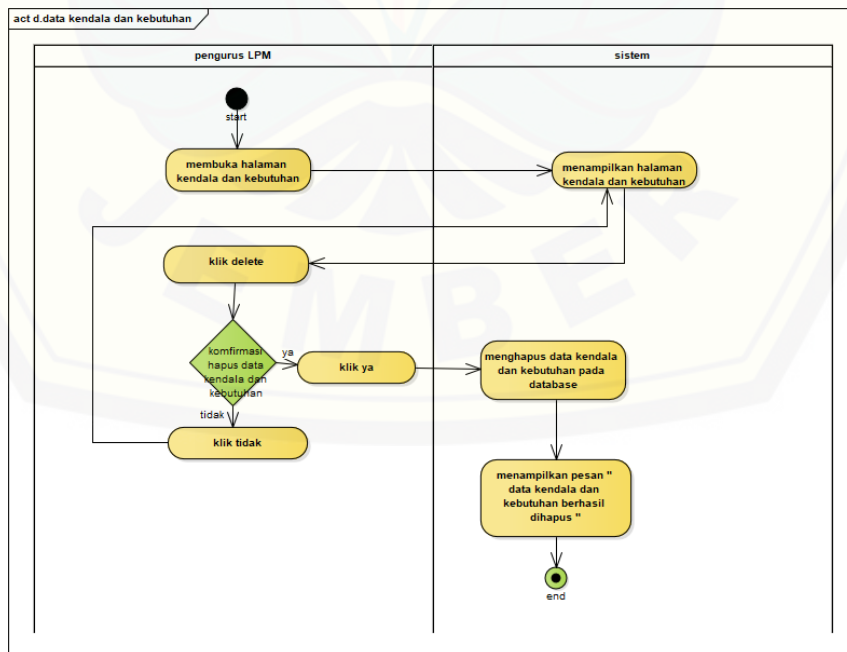 act d.data kendala dan kebutuhan
pengurus LPM
sistem
start
membuka halaman
kendala dan kebutuhan
menampilkan halaman
kendala dan kebutuhan
klik delete
komfirmasi
hapus data
kendala dan
kebutuhan
ya
klik ya
menghapus data kendala
dan kebutuhan pada
database
tidak
klik tidak
menampilkan pesan "
data kendala dan
kebutuhan berhasil
dihapus "
end
JEMBER